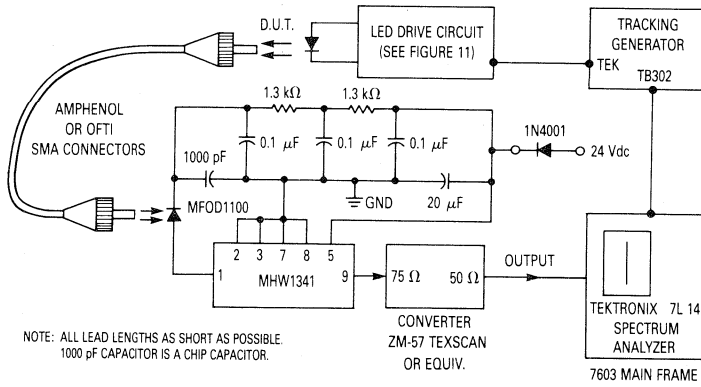 D.U.T.
LED DRIVE CIRCUIT
(SEE FIGURE 11)
TRACKING
GENERATOR
TEK
TB302
AMPHENOL
OR OFTI
SMA CONNECTORS
1.3 kΩ
1.3 kΩ
0.1 μF
0.1 μF
0.1 μF
1000 pF
GND
20 μF
1N4001
24 Vdc
MFOD1100
2 3 7 8 5
1
MHW1341
9
75 Ω
50 Ω
OUTPUT
CONVERTER
ZM-57 TEXSCAN
OR EQUIV.
TEKTRONIX 7L 14
SPECTRUM
ANALYZER
7603 MAIN FRAME
NOTE: ALL LEAD LENGTHS AS SHORT AS POSSIBLE.
1000 pF CAPACITOR IS A CHIP CAPACITOR.